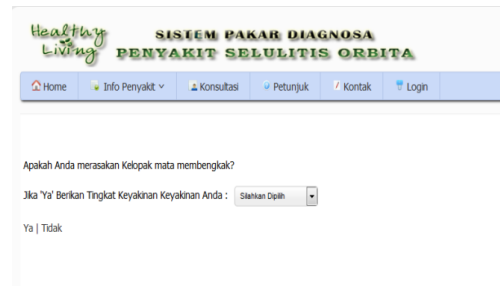 Healthy
Living
SISTEM PAKAR DIAGNOSA
PENYAKIT SELULITIS ORBITA
Home Info Penyakit Konsultasi Petunjuk Kontak Login
Apakah Anda merasakan Kelopak mata membengkak?
Jika 'Ya' Berikan Tingkat Keyakinan Keyakinan Anda : Silahkan Dipilih
Ya | Tidak